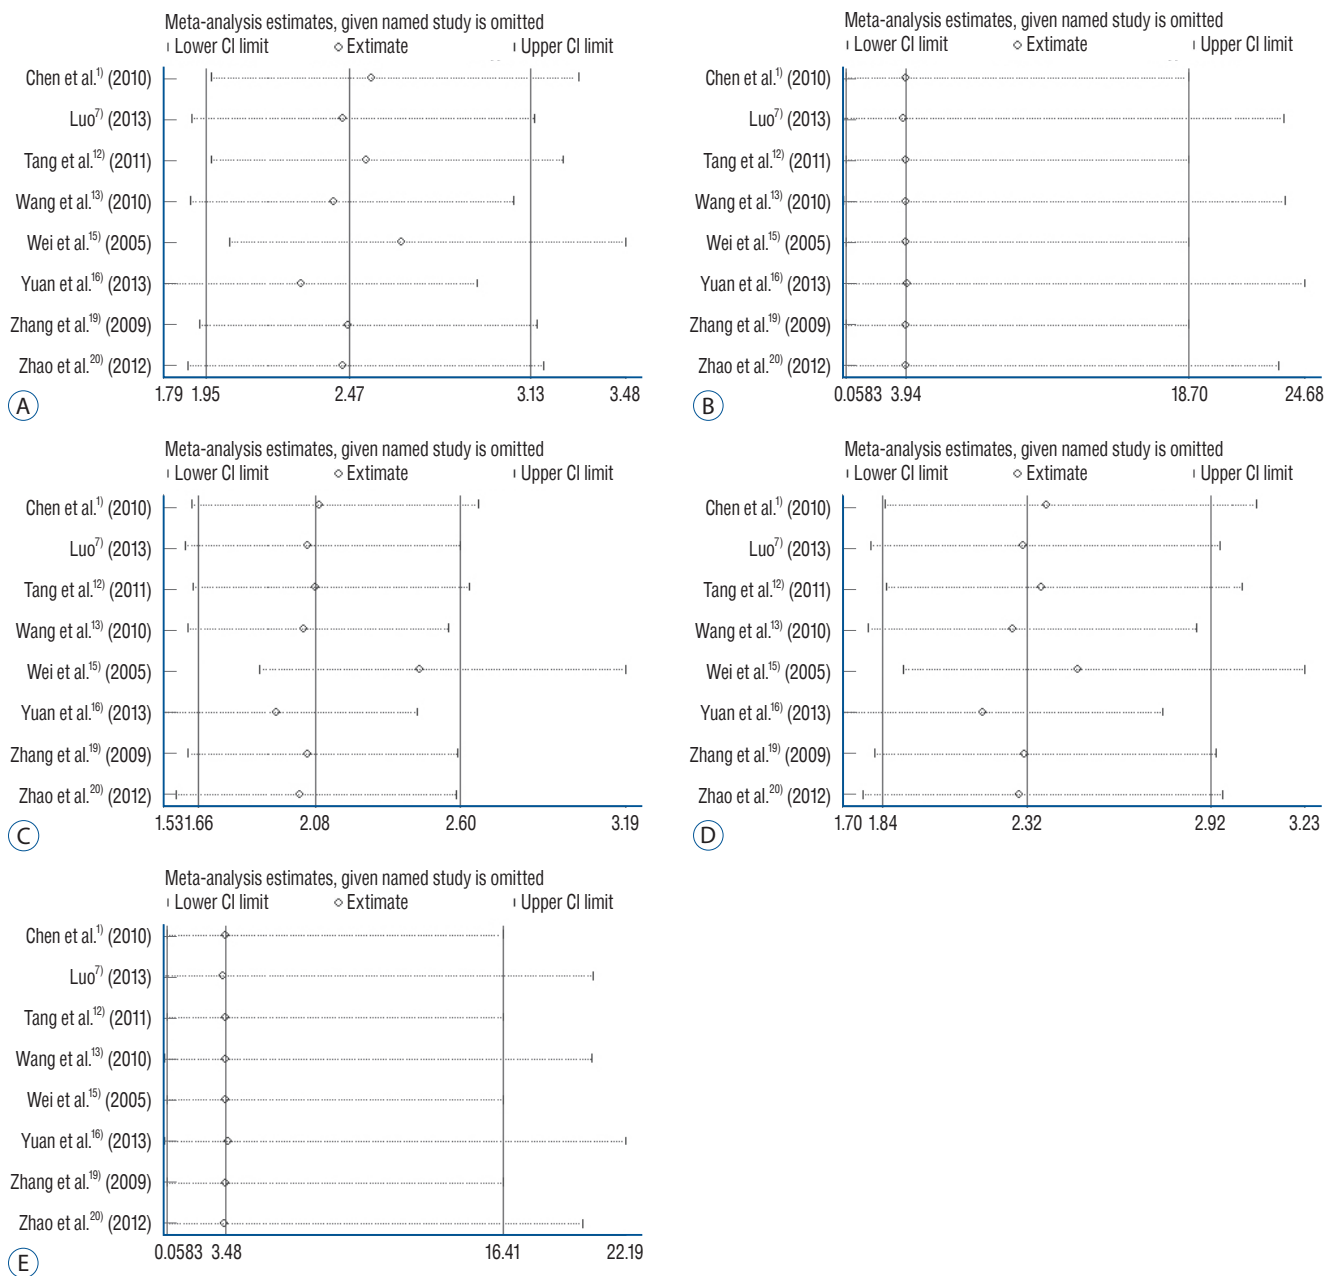 Meta-analysis estimates, given named study is omitted
Lower CI limit Extimate Upper CI limit
Chen et al.1) (2010)
Luo7) (2013)
Tang et al.12) (2011)
Wang et al.13) (2010)
Wei et al.15) (2005)
Yuan et al.16) (2013)
Zhang et al.19) (2009)
Zhao et al.20) (2012)
1.79 1.95 2.47 3.13 3.48
A
Meta-analysis estimates, given named study is omitted
Lower CI limit Extimate Upper CI limit
Chen et al.1) (2010)
Luo7) (2013)
Tang et al.12) (2011)
Wang et al.13) (2010)
Wei et al.15) (2005)
Yuan et al.16) (2013)
Zhang et al.19) (2009)
Zhao et al.20) (2012)
0.0583 3.94 18.70 24.68
B
Meta-analysis estimates, given named study is omitted
Lower CI limit Extimate Upper CI limit
Chen et al.1) (2010)
Luo7) (2013)
Tang et al.12) (2011)
Wang et al.13) (2010)
Wei et al.15) (2005)
Yuan et al.16) (2013)
Zhang et al.19) (2009)
Zhao et al.20) (2012)
1.531.66 2.08 2.60 3.19
C
Meta-analysis estimates, given named study is omitted
Lower CI limit Extimate Upper CI limit
Chen et al.1) (2010)
Luo7) (2013)
Tang et al.12) (2011)
Wang et al.13) (2010)
Wei et al.15) (2005)
Yuan et al.16) (2013)
Zhang et al.19) (2009)
Zhao et al.20) (2012)
1.70 1.84 2.32 2.92 3.23
D
Meta-analysis estimates, given named study is omitted
Lower CI limit Extimate Upper CI limit
Chen et al.1) (2010)
Luo7) (2013)
Tang et al.12) (2011)
Wang et al.13) (2010)
Wei et al.15) (2005)
Yuan et al.16) (2013)
Zhang et al.19) (2009)
Zhao et al.20) (2012)
0.0583 3.48 16.41 22.19
E